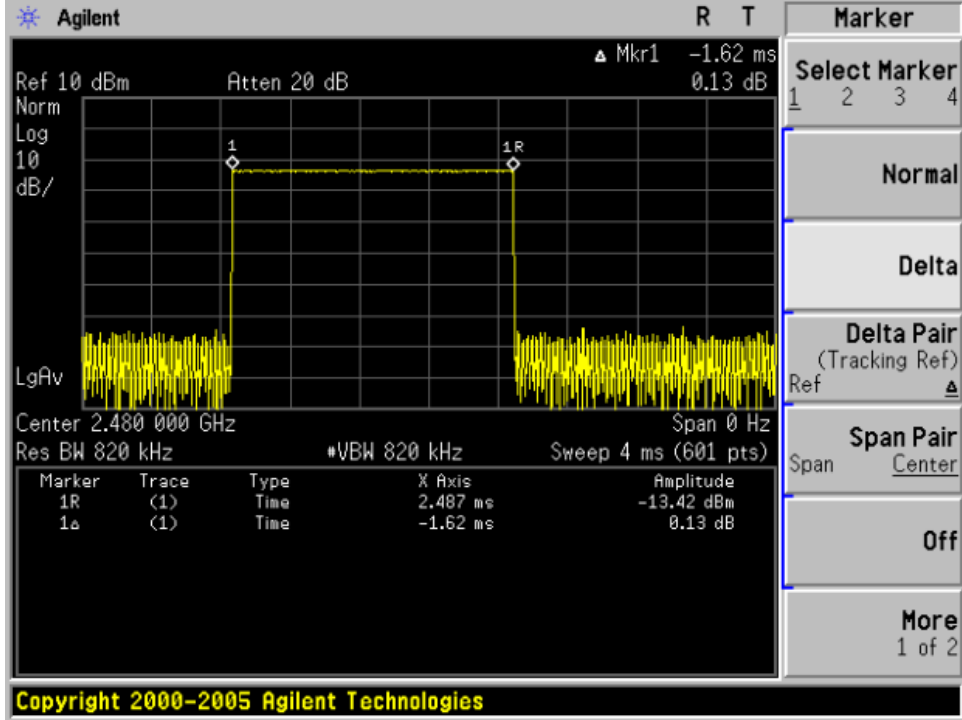 Agilent R T
Marker
Δ Mkr1 -1.62 ms
Ref 10 dBm Atten 20 dB 0.13 dB
Norm
Log
10
dB/
1
1R
LgAv
Center 2.480 000 GHz Span 0 Hz
Res BW 820 kHz #VBW 820 kHz Sweep 4 ms (601 pts)
Marker Trace Type X Axis Amplitude
1R (1) Time 2.487 ms -13.42 dBm
1Δ (1) Time -1.62 ms 0.13 dB
Select Marker
1 2 3 4
Normal
Delta
Delta Pair
(Tracking Ref)
Ref Δ
Span Pair
Span Center
Off
More
1 of 2
Copyright 2000-2005 Agilent Technologies